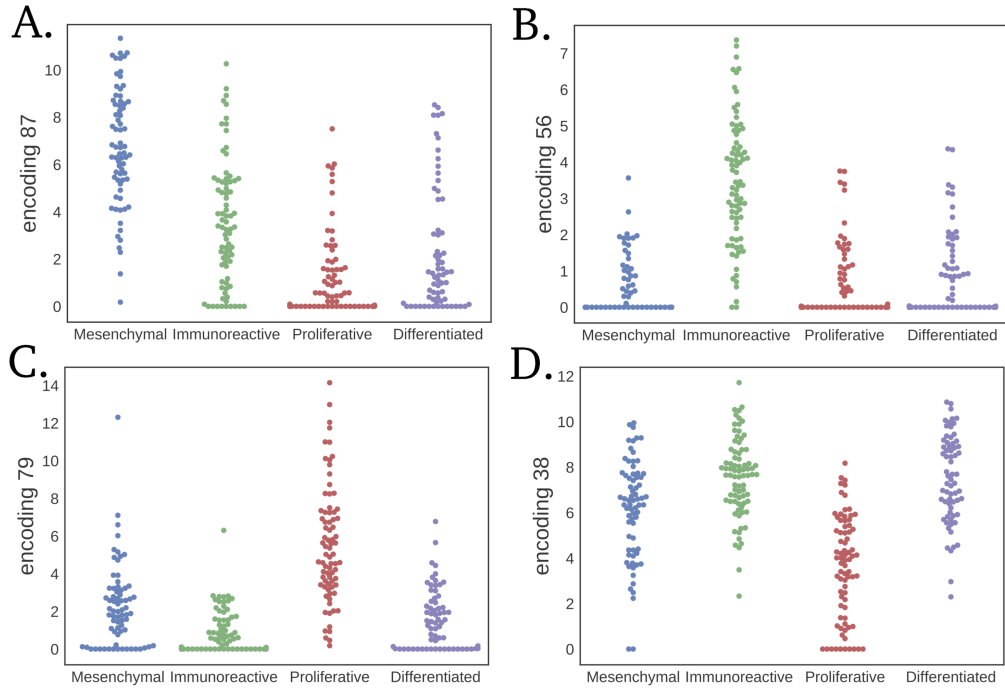 A.
encoding 87
10
8
6
4
2
0
Mesenchymal Immunoreactive Proliferative Differentiated
B.
encoding 56
7
6
5
4
3
2
1
0
Mesenchymal Immunoreactive Proliferative Differentiated
C.
encoding 79
14
12
10
8
6
4
2
0
Mesenchymal Immunoreactive Proliferative Differentiated
D.
encoding 38
12
10
8
6
4
2
0
Mesenchymal Immunoreactive Proliferative Differentiated